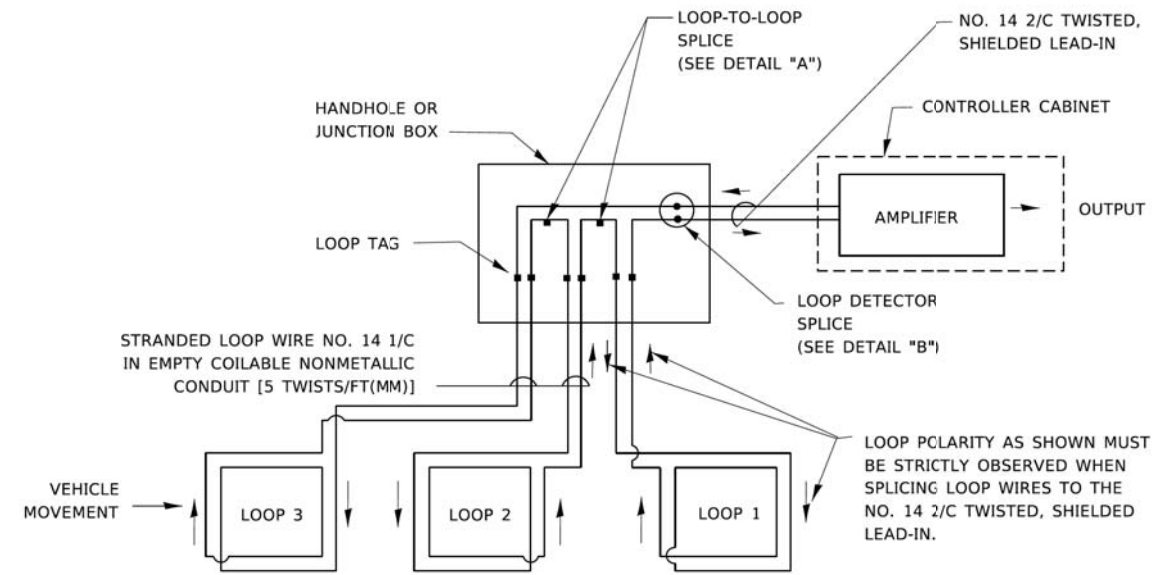 LOOP-TO-LOOP
SPLICE
(SEE DETAIL "A")
NO. 14 2/C TWISTED,
SHIELDED LEAD-IN
HANDHOLE OR
JUNCTION BOX
CONTROLLER CABINET
AMPLIFIER
OUTPUT
LOOP TAG
LOOP DETECTOR
SPLICE
(SEE DETAIL "B")
STRANDED LOOP WIRE NO. 14 1/C
IN EMPTY COILABLE NONMETALLIC
CONDUIT [5 TWISTS/FT(MM)]
LOOP POLARITY AS SHOWN MUST
BE STRICTLY OBSERVED WHEN
SPLICING LOOP WIRES TO THE
NO. 14 2/C TWISTED, SHIELDED
LEAD-IN.
VEHICLE
MOVEMENT
LOOP 3
LOOP 2
LOOP 1